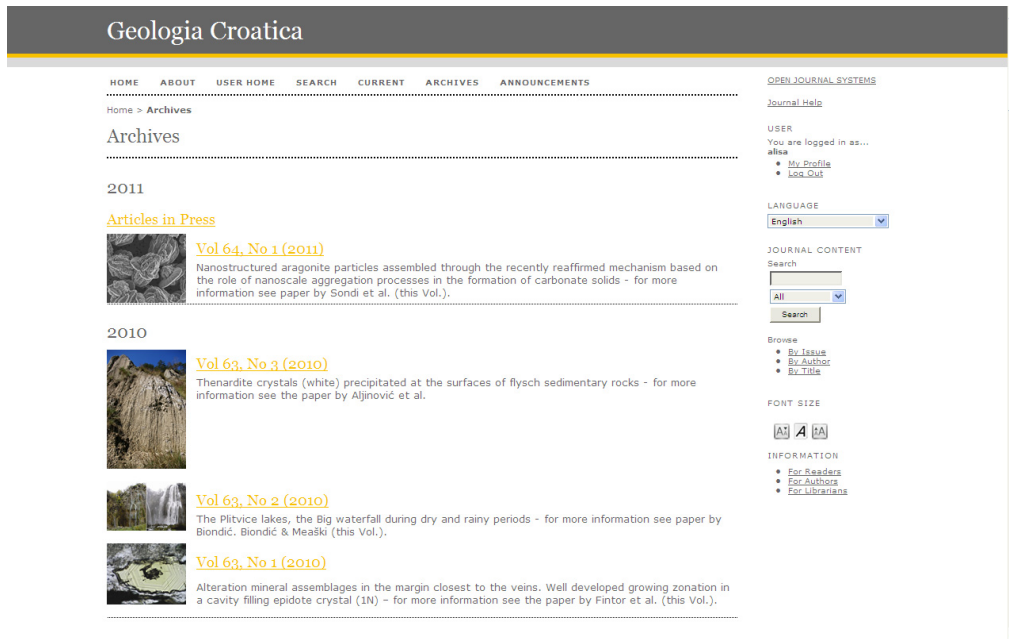 Geologia Croatica
HOME ABOUT USER HOME SEARCH CURRENT ARCHIVES ANNOUNCEMENTS
Home > Archives
Archives
2011
Articles in Press
Vol 64, No 1 (2011)
Nanostructured aragonite particles assembled through the recently reaffirmed mechanism based on
the role of nanoscale aggregation processes in the formation of carbonate solids - for more
information see paper by Sondi et al. (this Vol.).
2010
Vol 63, No 3 (2010)
Thenardite crystals (white) precipitated at the surfaces of flysch sedimentary rocks - for more
information see the paper by Aljinović et al.
Vol 63, No 2 (2010)
The Plitvice lakes, the Big waterfall during dry and rainy periods - for more information see paper by
Biondić. Biondić & Meaški (this Vol.).
Vol 63, No 1 (2010)
Alteration mineral assemblages in the margin closest to the veins. Well developed growing zonation in
a cavity filling epidote crystal (1N) – for more information see the paper by Fintor et al. (this Vol.).
OPEN JOURNAL SYSTEMS
Journal Help
USER
You are logged in as...
alisa
My Profile
Log Out
LANGUAGE
English
JOURNAL CONTENT
Search
All
Search
Browse
By Issue
By Author
By Title
FONT SIZE
A A A
INFORMATION
For Readers
For Authors
For Librarians